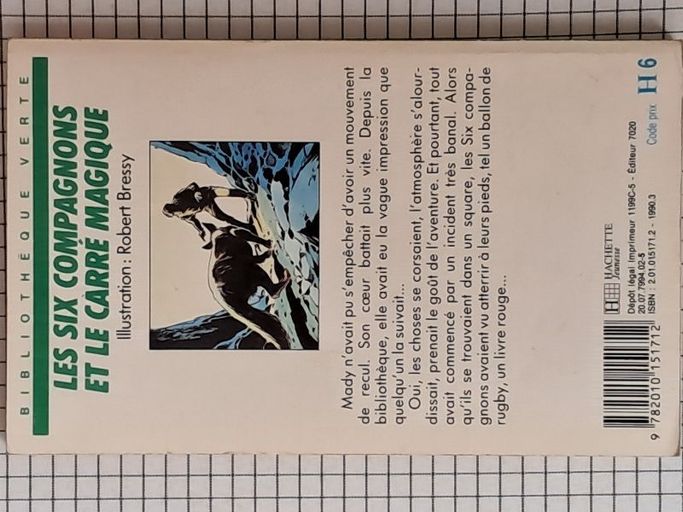 BIBLIOTHÈQUE VERTE
LES SIX COMPAGNONS
ET LE CARRÉ MAGIQUE
Illustration : Robert Bressy
Mady n'avait pu s'empêcher d'avoir un mouvement
de recul. Son cœur battait plus vite. Depuis la
bibliothèque, elle avait eu la vague impression que
quelqu'un la suivait...
Oui, les choses se corsaient, l'atmosphère s'alour-
dissait, prenait le goût de l'aventure. Et pourtant, tout
avait commencé par un incident très banal. Alors
qu'ils se trouvaient dans un square, les Six compa-
gnons avaient vu atterrir à leurs pieds, tel un ballon de
rugby, un livre rouge...
H HACHETTE
Jeunesse
Dépôt légal Imprimeur 1199C-5 - Éditeur 7020
20.07.7994.02-5
ISBN : 2.01.015171.2 - 1990.3
Code prix H 6
9 782010 151712